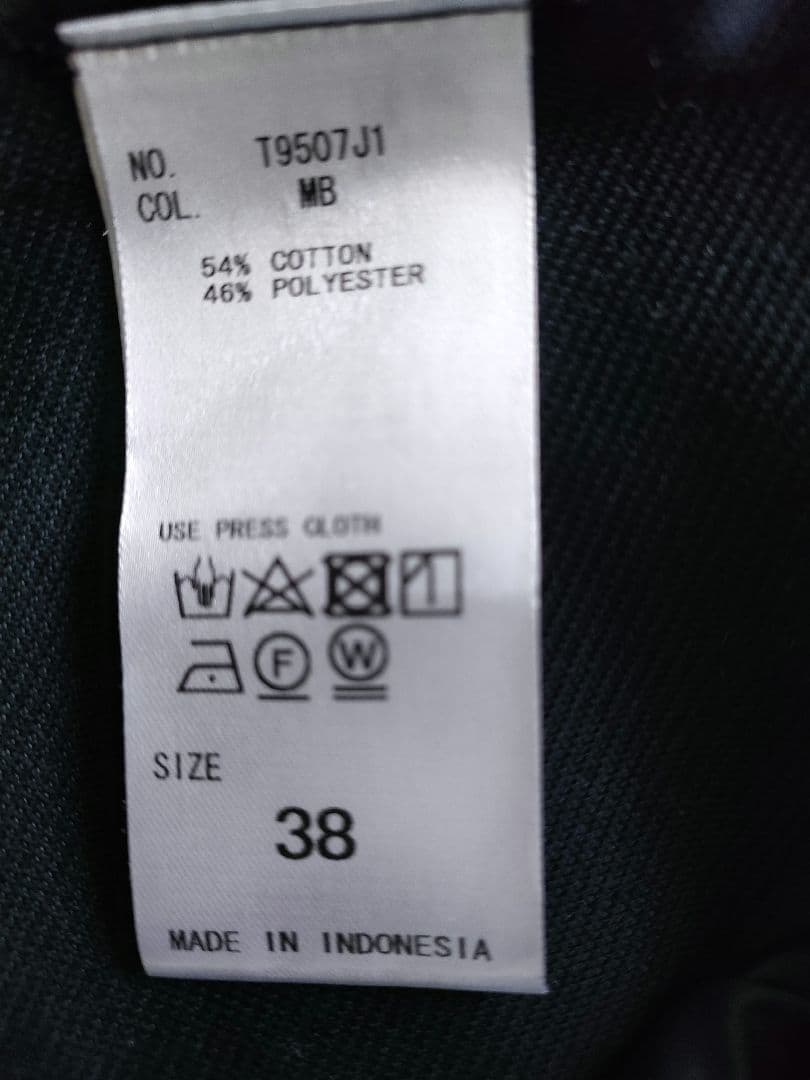 NO. T9507J1
COL. MB
54% COTTON
46% POLYESTER
USE PRESS CLOTH
F W
SIZE
38
MADE IN INDONESIA